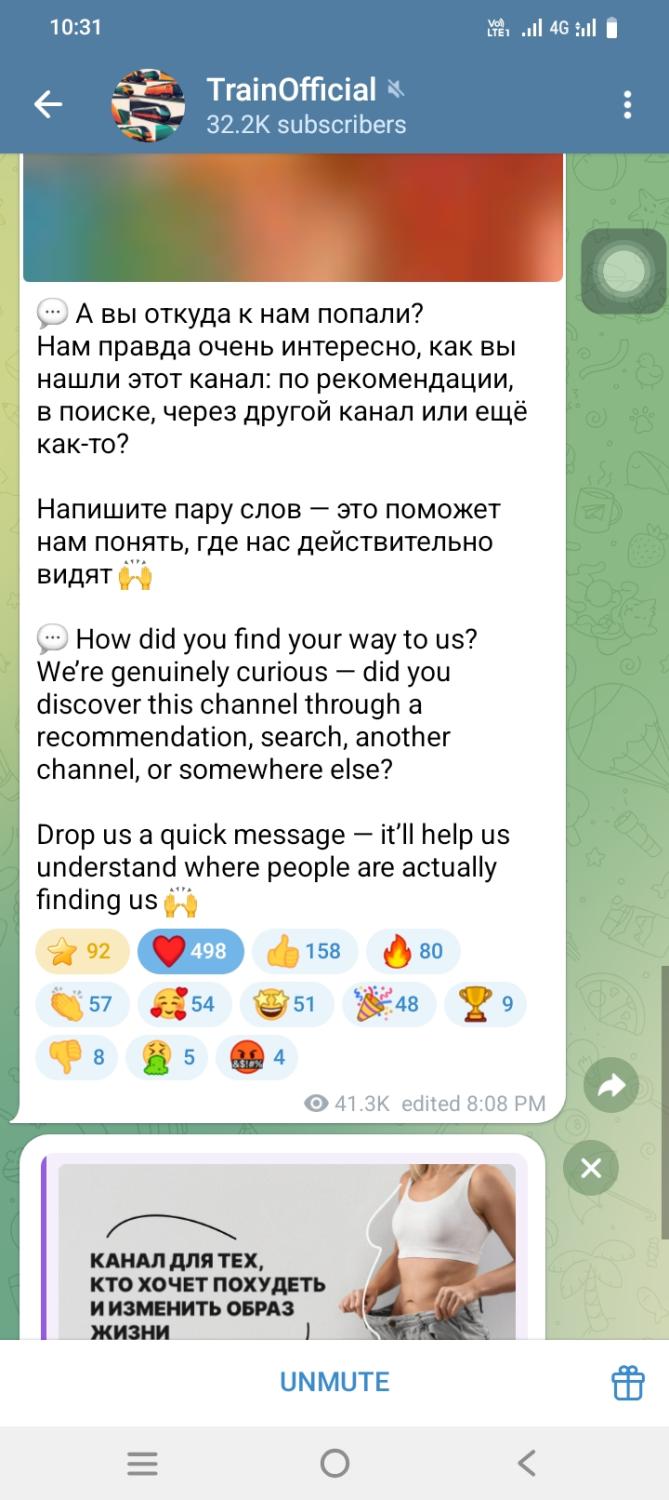 10:31
Vo)
LTE1
4G
TrainOfficial
32.2K subscribers
А вы откуда к нам попали?
Нам правда очень интересно, как вы
нашли этот канал: по рекомендации,
в поиске, через другой канал или ещё
как-то?
Напишите пару слов — это поможет
нам понять, где нас действительно
видят 🙌
💬 How did you find your way to us?
We’re genuinely curious — did you
discover this channel through a
recommendation, search, another
channel, or somewhere else?
Drop us a quick message — it’ll help us
understand where people are actually
finding us 🙌
⭐ 92 ❤️ 498 👍 158 🔥 80
👏 57 🥰 54 🤩 51 🎉 48 🏆 9
👎 8 🤮 5 🤬 4
41.3K edited 8:08 PM
КАНАЛ ДЛЯ ТЕХ,
КТО ХОЧЕТ ПОХУДЕТЬ
И ИЗМЕНИТЬ ОБРАЗ
ЖИЗНИ
UNMUTE